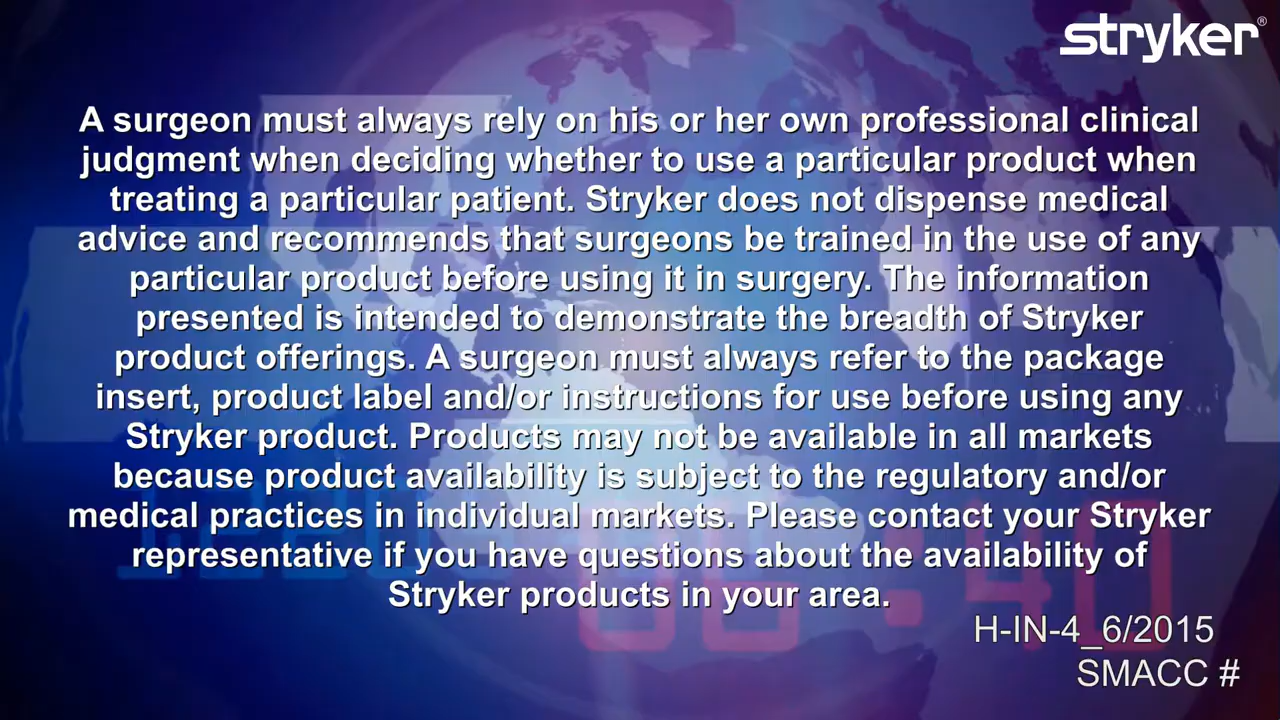 stryker®
A surgeon must always rely on his or her own professional clinical
judgment when deciding whether to use a particular product when
treating a particular patient. Stryker does not dispense medical
advice and recommends that surgeons be trained in the use of any
particular product before using it in surgery. The information
presented is intended to demonstrate the breadth of Stryker
product offerings. A surgeon must always refer to the package
insert, product label and/or instructions for use before using any
Stryker product. Products may not be available in all markets
because product availability is subject to the regulatory and/or
medical practices in individual markets. Please contact your Stryker
representative if you have questions about the availability of
Stryker products in your area.
H-IN-4_6/2015
SMACC #